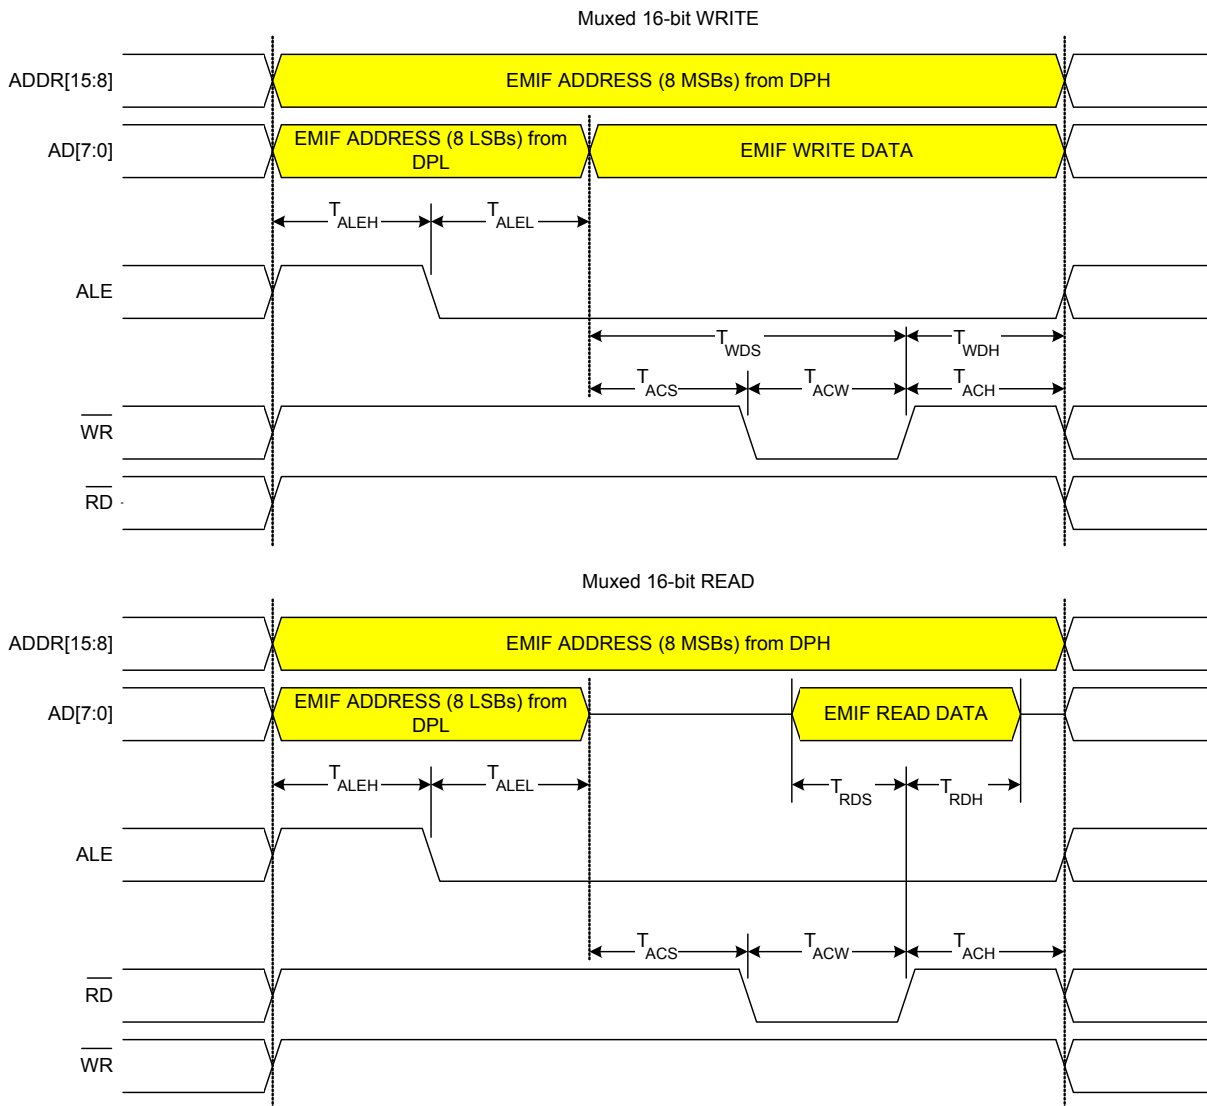 Muxed 16-bit WRITE
ADDR[15:8]
EMIF ADDRESS (8 MSBs) from DPH
AD[7:0]
EMIF ADDRESS (8 LSBs) from
DPL
EMIF WRITE DATA
TALEH
TALEL
ALE
TWDS
TWDH
TACS
TACW
TACH
WR
RD
Muxed 16-bit READ
ADDR[15:8]
EMIF ADDRESS (8 MSBs) from DPH
AD[7:0]
EMIF ADDRESS (8 LSBs) from
DPL
EMIF READ DATA
TALEH
TALEL
TRDS
TRDH
ALE
TACS
TACW
TACH
RD
WR